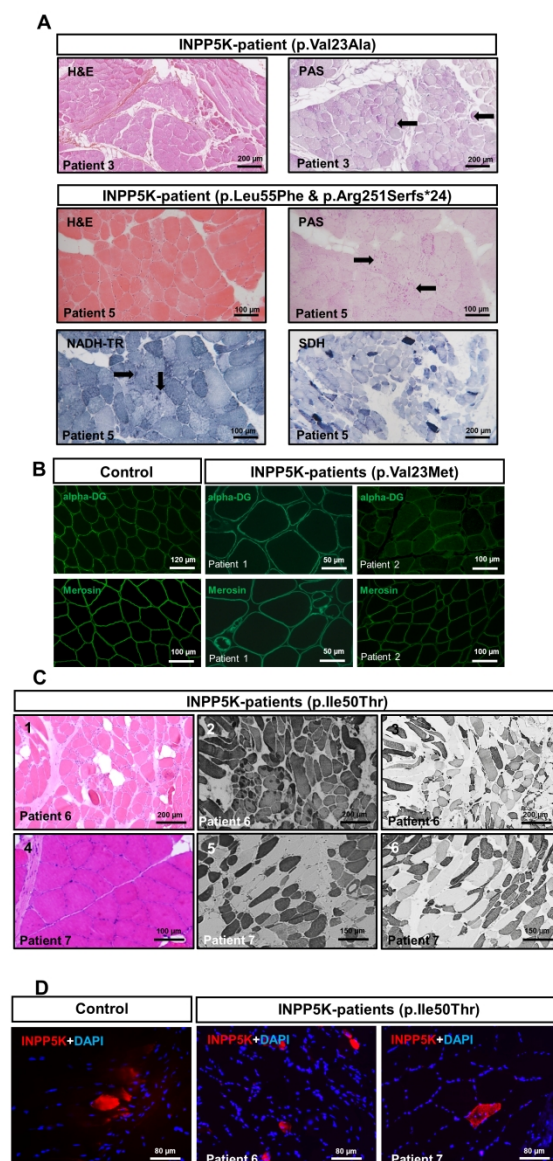 A
INPP5K-patient (p.Val23Ala)
H&E
Patient 3
200 µm
PAS
Patient 3
200 µm
INPP5K-patient (p.Leu55Phe & p.Arg251Serfs*24)
H&E
Patient 5
100 µm
PAS
Patient 5
100 µm
NADH-TR
Patient 5
100 µm
SDH
Patient 5
200 µm
B
Control
INPP5K-patients (p.Val23Met)
alpha-DG
120 µm
alpha-DG
Patient 1
50 µm
alpha-DG
Patient 2
100 µm
Merosin
100 µm
Merosin
Patient 1
50 µm
Merosin
Patient 2
100 µm
C
INPP5K-patients (p.Ile50Thr)
1
Patient 6
200 µm
2
Patient 6
200 µm
3
Patient 6
200 µm
4
Patient 7
100 µm
5
Patient 7
150 µm
6
Patient 7
150 µm
D
Control
INPP5K-patients (p.Ile50Thr)
INPP5K+DAPI
80 µm
INPP5K+DAPI
Patient 6
80 µm
INPP5K+DAPI
Patient 7
80 µm